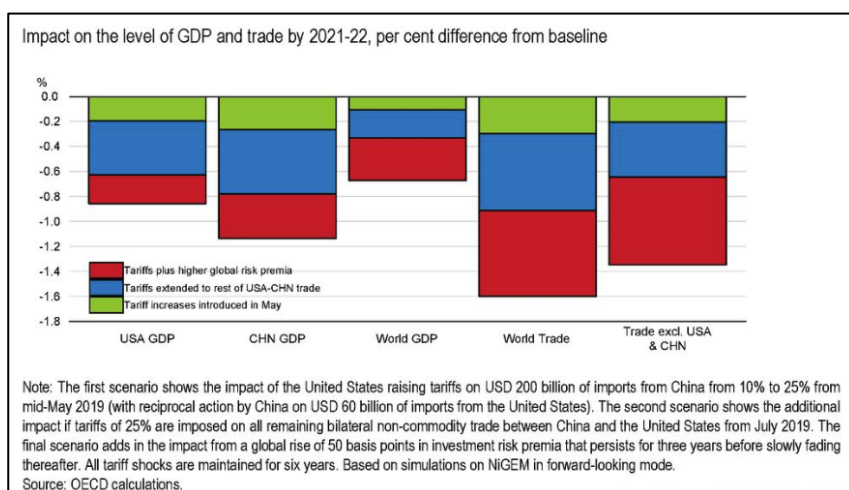 Impact on the level of GDP and trade by 2021-22, per cent difference from baseline
%
0.0
-0.2
-0.4
-0.6
-0.8
-1.0
-1.2
-1.4
-1.6
-1.8
Tariffs plus higher global risk premia
Tariffs extended to rest of USA-CHN trade
Tariff increases introduced in May
USA GDP
CHN GDP
World GDP
World Trade
Trade excl. USA
& CHN
Note: The first scenario shows the impact of the United States raising tariffs on USD 200 billion of imports from China from 10% to 25% from
mid-May 2019 (with reciprocal action by China on USD 60 billion of imports from the United States). The second scenario shows the additional
impact if tariffs of 25% are imposed on all remaining bilateral non-commodity trade between China and the United States from July 2019. The
final scenario adds in the impact from a global rise of 50 basis points in investment risk premia that persists for three years before slowly fading
thereafter. All tariff shocks are maintained for six years. Based on simulations on NiGEM in forward-looking mode.
Source: OECD calculations.